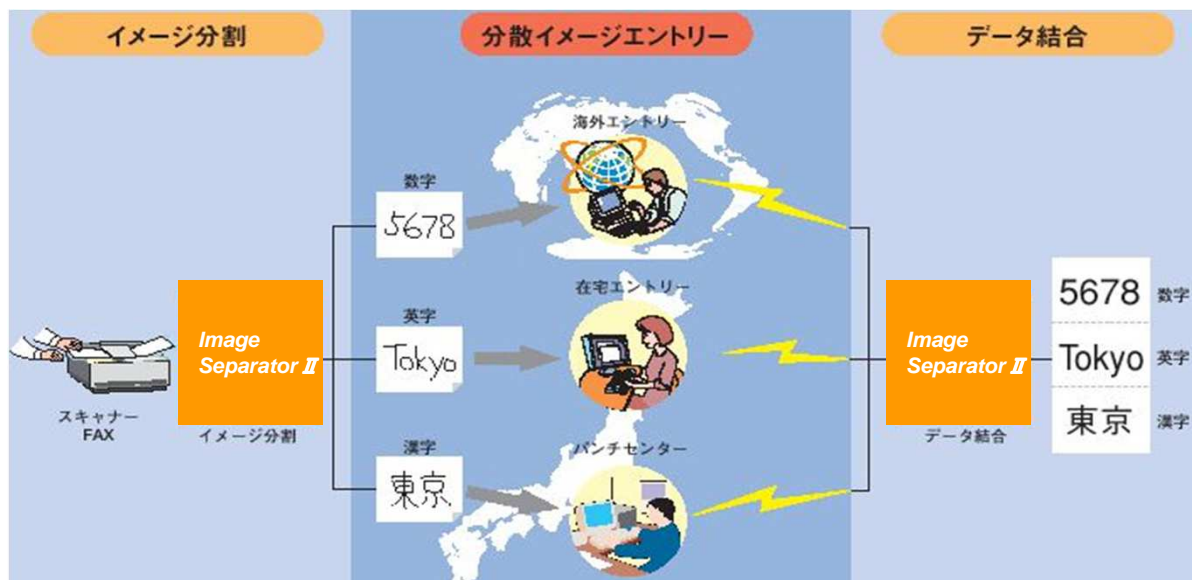 イメージ分割
分散イメージエントリー
データ結合
海外エントリー
数字
5678
在宅エントリー
英字
Tokyo
パンチセンター
漢字
東京
Image
Separator Ⅱ
イメージ分割
スキャナー
FAX
Image
Separator Ⅱ
データ結合
5678
数字
Tokyo
英字
東京
漢字